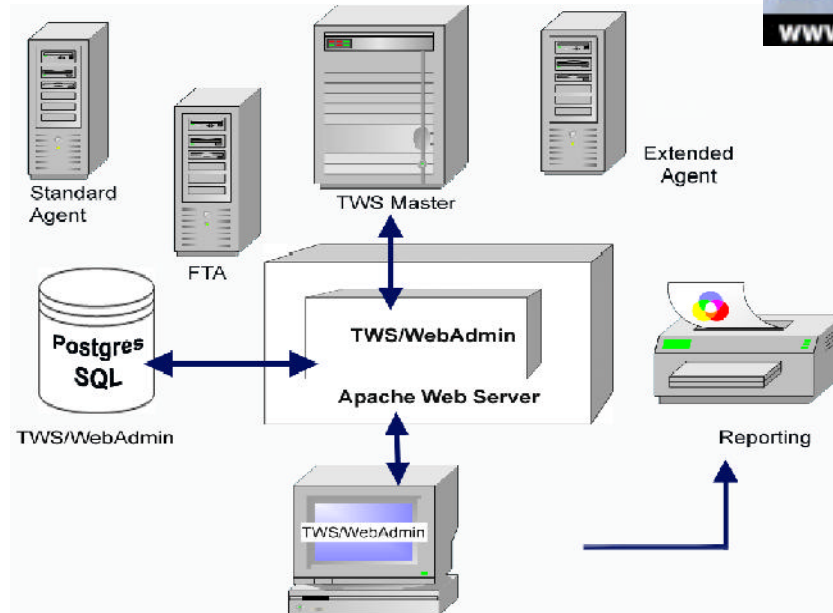 www
Standard
Agent
FTA
TWS Master
Extended
Agent
Postgres
SQL
TWS/WebAdmin
TWS/WebAdmin
Apache Web Server
TWS/WebAdmin
Reporting